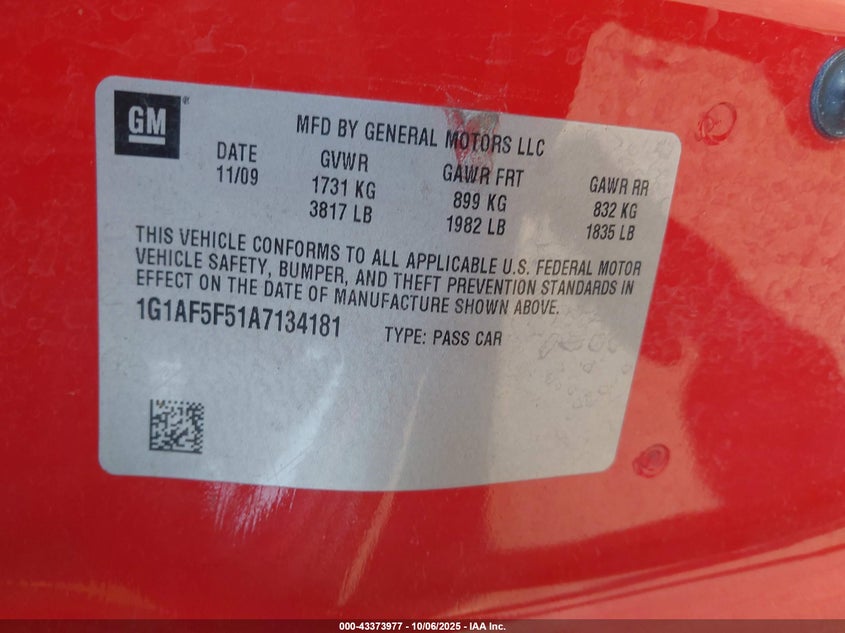 GM ®
MFD BY GENERAL MOTORS LLC
DATE GVWR GAWR FRT GAWR RR
11/09 1731 KG 899 KG 832 KG
3817 LB 1982 LB 1835 LB
THIS VEHICLE CONFORMS TO ALL APPLICABLE U.S. FEDERAL MOTOR
VEHICLE SAFETY, BUMPER, AND THEFT PREVENTION STANDARDS IN
EFFECT ON THE DATE OF MANUFACTURE SHOWN ABOVE.
1G1AF5F51A7134181 TYPE: PASS CAR
000-43373977 - 10/06/2025 - IAA Inc.